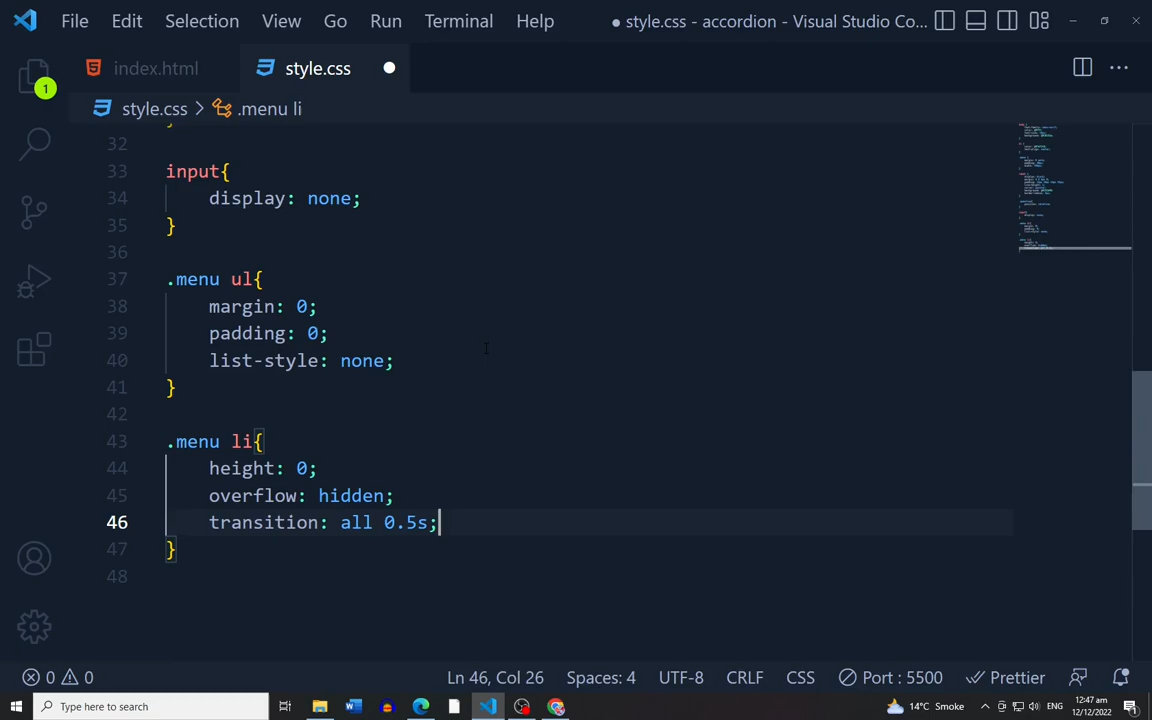 File Edit Selection View Go Run Terminal Help ● style.css - accordion - Visual Studio Co...
1
index.html style.css
style.css > .menu li
32
33 input{
34 display: none;
35 }
36
37 .menu ul{
38 margin: 0;
39 padding: 0;
40 list-style: none;
41 }
42
43 .menu li{
44 height: 0;
45 overflow: hidden;
46 transition: all 0.5s;
47 }
48
0 0 Ln 46, Col 26 Spaces: 4 UTF-8 CRLF CSS Port : 5500 Prettier
Type here to search 14°C Smoke ENG 12:47 am
12/12/2022